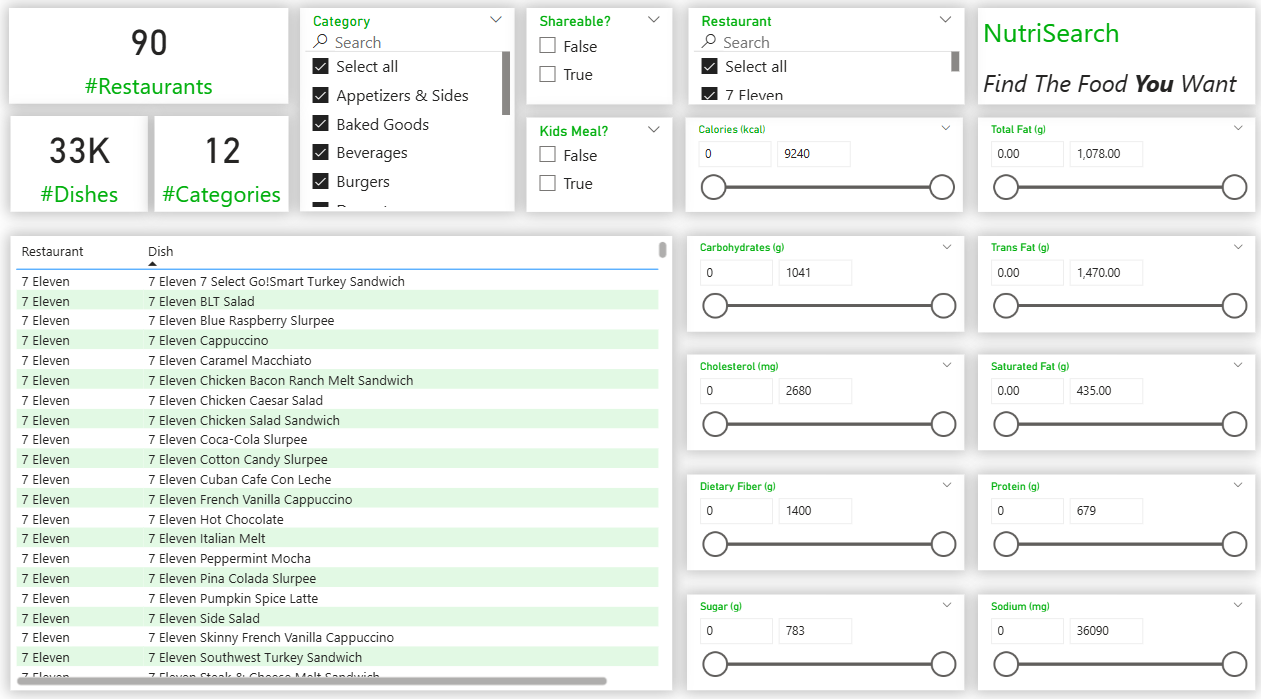 90
#Restaurants
33K
#Dishes
12
#Categories
Category
Search
Select all
Appetizers & Sides
Baked Goods
Beverages
Burgers
Shareable?
False
True
Kids Meal?
False
True
Restaurant
Search
Select all
7 Eleven
NutriSearch
Find The Food You Want
Calories (kcal)
0 9240
Total Fat (g)
0.00 1,078.00
Carbohydrates (g)
0 1041
Trans Fat (g)
0.00 1,470.00
Cholesterol (mg)
0 2680
Saturated Fat (g)
0.00 435.00
Dietary Fiber (g)
0 1400
Protein (g)
0 679
Sugar (g)
0 783
Sodium (mg)
0 36090
Restaurant Dish
7 Eleven 7 Eleven 7 Select Go!Smart Turkey Sandwich
7 Eleven 7 Eleven BLT Salad
7 Eleven 7 Eleven Blue Raspberry Slurpee
7 Eleven 7 Eleven Cappuccino
7 Eleven 7 Eleven Caramel Macchiato
7 Eleven 7 Eleven Chicken Bacon Ranch Melt Sandwich
7 Eleven 7 Eleven Chicken Caesar Salad
7 Eleven 7 Eleven Chicken Salad Sandwich
7 Eleven 7 Eleven Coca-Cola Slurpee
7 Eleven 7 Eleven Cotton Candy Slurpee
7 Eleven 7 Eleven Cuban Cafe Con Leche
7 Eleven 7 Eleven French Vanilla Cappuccino
7 Eleven 7 Eleven Hot Chocolate
7 Eleven 7 Eleven Italian Melt
7 Eleven 7 Eleven Peppermint Mocha
7 Eleven 7 Eleven Pina Colada Slurpee
7 Eleven 7 Eleven Pumpkin Spice Latte
7 Eleven 7 Eleven Side Salad
7 Eleven 7 Eleven Skinny French Vanilla Cappuccino
7 Eleven 7 Eleven Southwest Turkey Sandwich
7 Eleven 7 Eleven Steak & Cheese Melt Sandwich